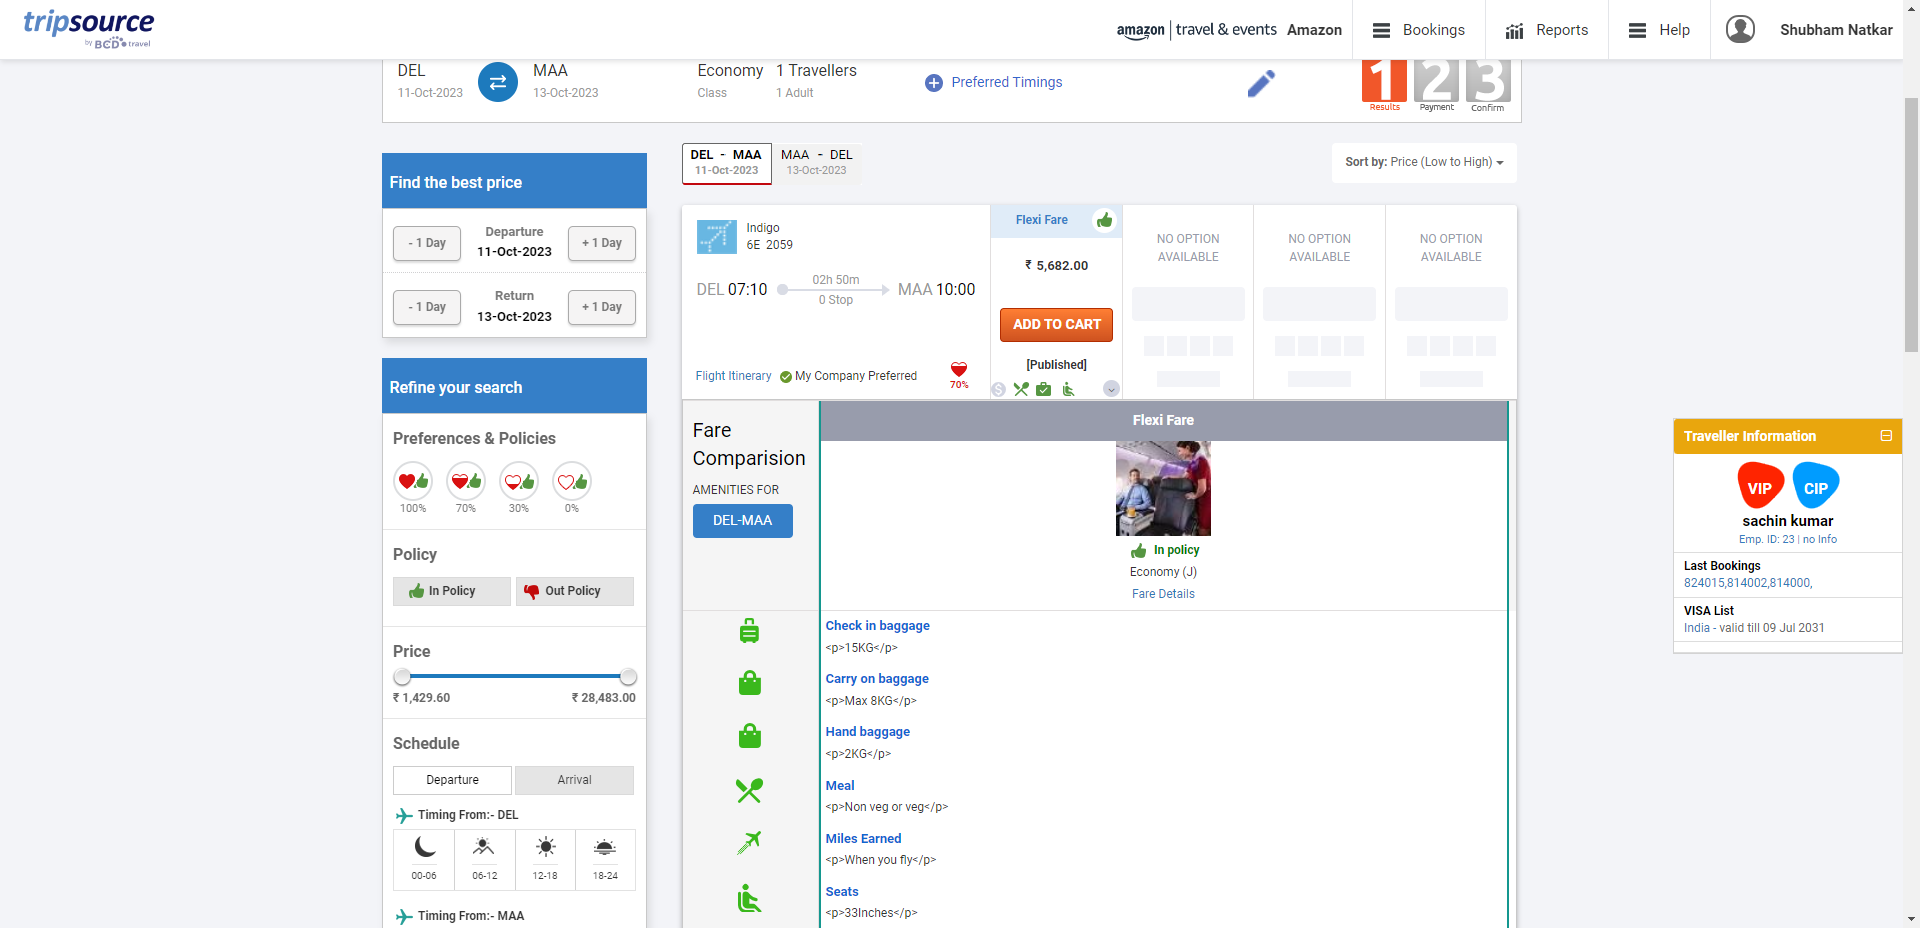 tripsource
by BCD travel
amazon | travel & events Amazon
Bookings
Reports
Help
Shubham Natkar
DEL
11-Oct-2023
MAA
13-Oct-2023
Economy
Class
1 Travellers
1 Adult
Preferred Timings
1 2 3
Results Payment Confirm
Find the best price
- 1 Day
Departure
11-Oct-2023
+ 1 Day
- 1 Day
Return
13-Oct-2023
+ 1 Day
Refine your search
Preferences & Policies
100% 70% 30% 0%
Policy
In Policy
Out Policy
Price
₹ 1,429.60
₹ 28,483.00
Schedule
Departure
Arrival
Timing From:- DEL
00-06 06-12 12-18 18-24
Timing From:- MAA
DEL - MAA
11-Oct-2023
MAA - DEL
13-Oct-2023
Sort by: Price (Low to High)
Indigo
6E 2059
DEL 07:10
02h 50m
0 Stop
MAA 10:00
Flight Itinerary
My Company Preferred
70%
Flexi Fare
₹ 5,682.00
ADD TO CART
[Published]
NO OPTION
AVAILABLE
NO OPTION
AVAILABLE
NO OPTION
AVAILABLE
Fare
Comparision
AMENITIES FOR
DEL-MAA
Flexi Fare
In policy
Economy (J)
Fare Details
Check in baggage
<p>15KG</p>
Carry on baggage
<p>Max 8KG</p>
Hand baggage
<p>2KG</p>
Meal
<p>Non veg or veg</p>
Miles Earned
<p>When you fly</p>
Seats
<p>33Inches</p>
Traveller Information
VIP
CIP
sachin kumar
Emp. ID: 23 | no Info
Last Bookings
824015,814002,814000,
VISA List
India - valid till 09 Jul 2031